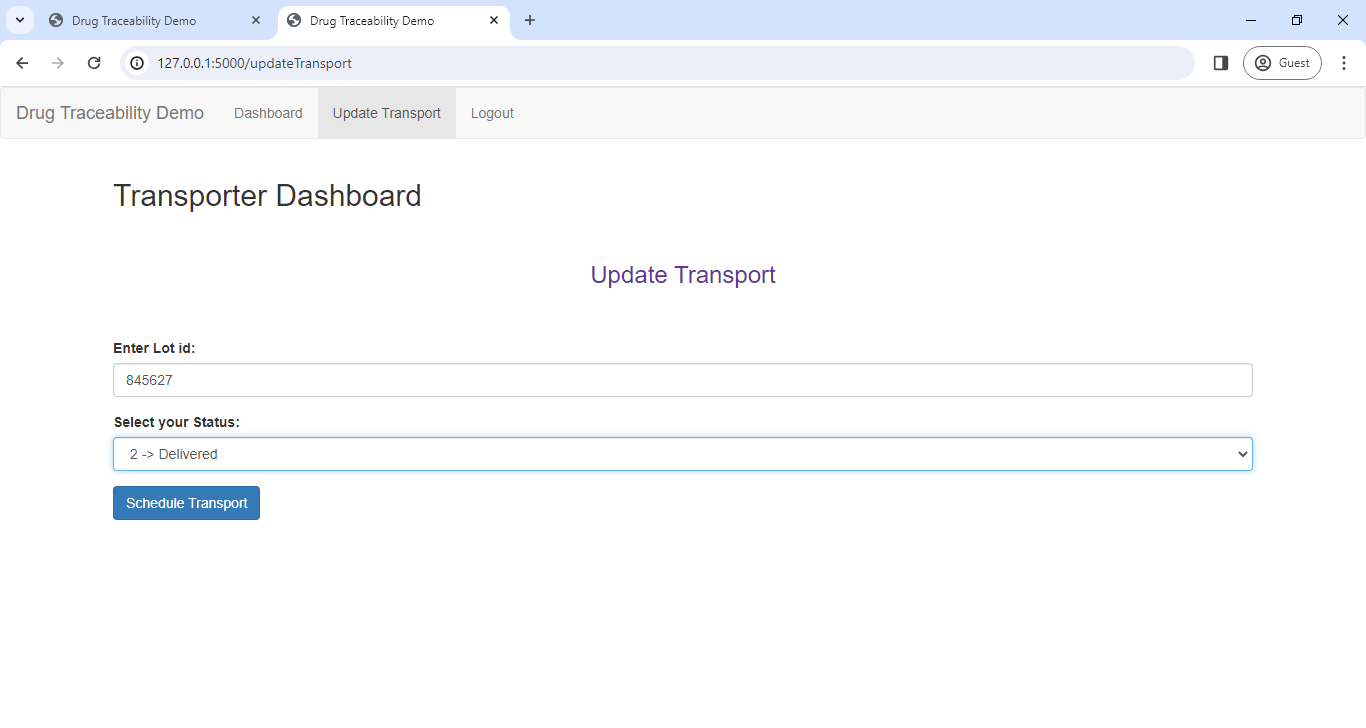 Drug Traceability Demo
Drug Traceability Demo
127.0.0.1:5000/updateTransport
Guest
Drug Traceability Demo Dashboard Update Transport Logout
Transporter Dashboard
Update Transport
Enter Lot id:
845627
Select your Status:
2 -> Delivered
Schedule Transport